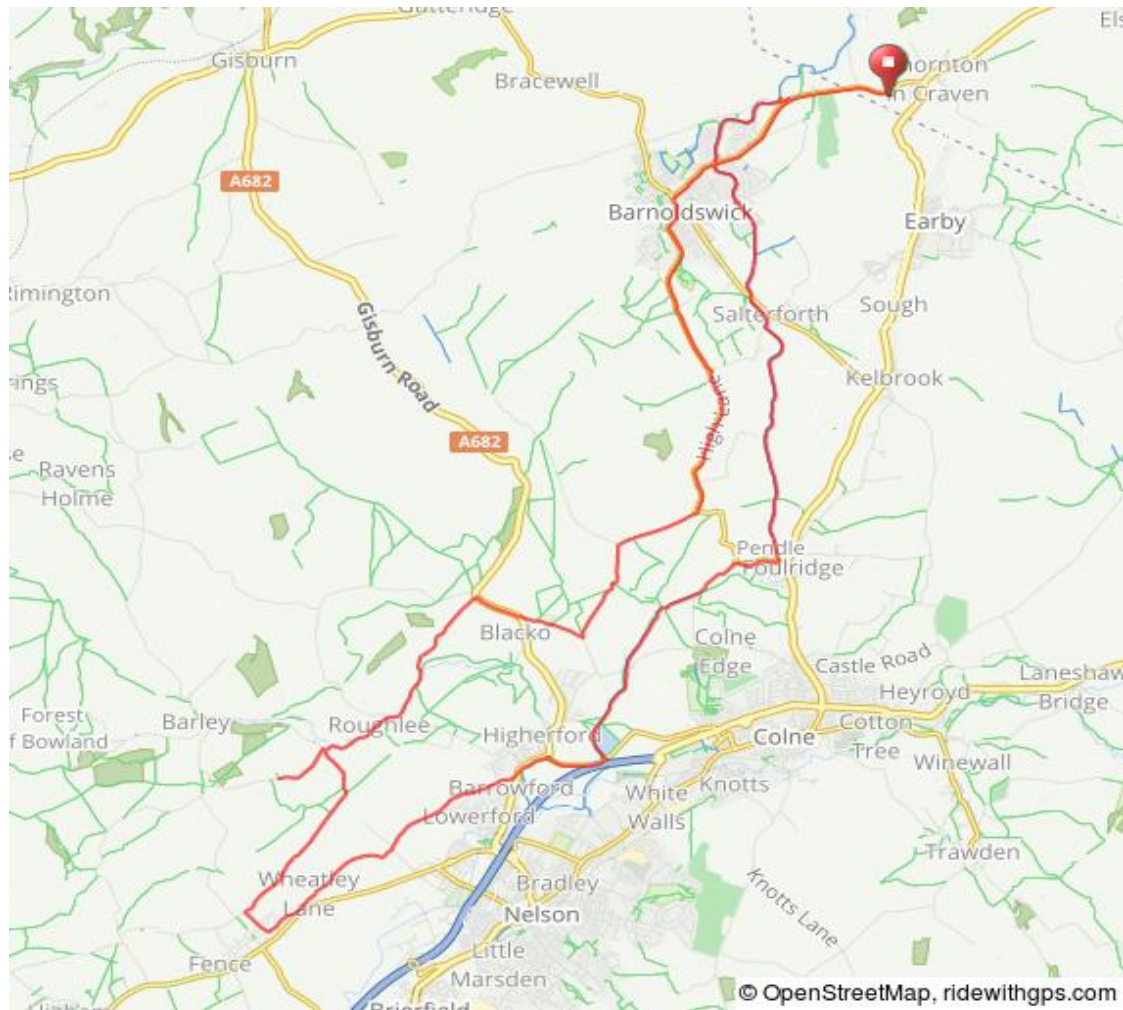 Gisburn
Bracewell
Thornton
In Craven
A682
Barnoldswick
Earby
Rimington
Salterforth
Sough
Gisburn Road
Kelbrook
High Lane
A682
Ravens
Holme
Pendle
Foulridge
Blacko
Colne
Edge
Castle Road
Heyroyd
Laneshaw
Bridge
Forest
of Bowland
Barley
Roughlee
Higherford
Colne
Cotton
Tree
Winewall
Barrowford
Lowerford
White
Walls
Knotts
Trawden
Wheatley
Lane
Bradley
Knotts Lane
Nelson
Fence
Little
Marsden
Brierfield
© OpenStreetMap, ridewithgps.com